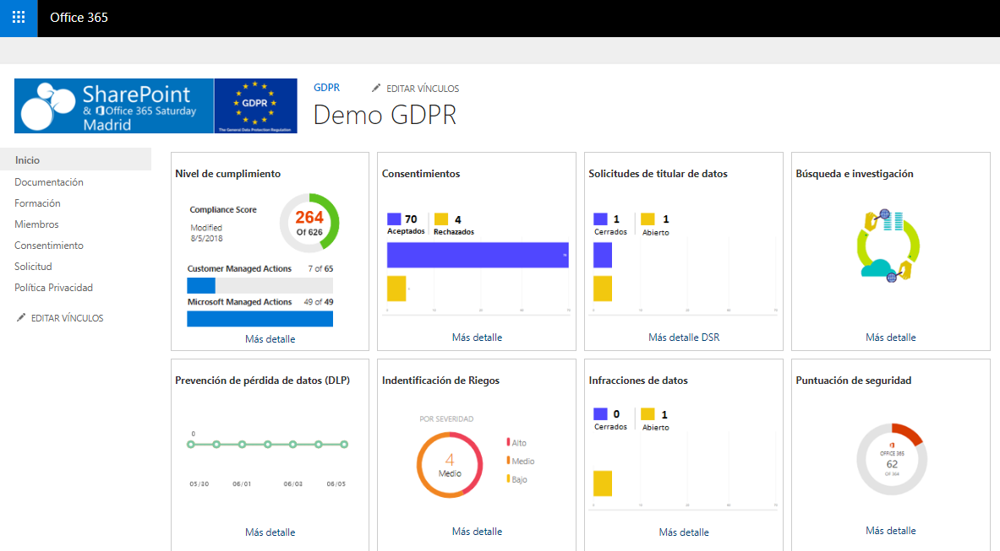 Office 365
SharePoint
& Office 365 Saturday
Madrid
GDPR
The General Data Protection Regulation
GDPR
EDITAR VÍNCULOS
Demo GDPR
Inicio
Documentación
Formación
Miembros
Consentimiento
Solicitud
Política Privacidad
EDITAR VÍNCULOS
Nivel de cumplimiento
Compliance Score
Modified
8/5/2018
264
Of 626
Customer Managed Actions 7 of 65
Microsoft Managed Actions 49 of 49
Más detalle
Consentimientos
70 4
Aceptados Rechazados
Más detalle
Solicitudes de titular de datos
1 1
Cerrados Abierto
Más detalle DSR
Búsqueda e investigación
Más detalle
Prevención de pérdida de datos (DLP)
0
05/30 06/01 06/03 06/05
Más detalle
Indentificación de Riegos
POR SEVERIDAD
4
Medio
Alto
Medio
Bajo
Más detalle
Infracciones de datos
0 1
Cerrados Abierto
Más detalle
Puntuación de seguridad
OFFICE 365
62
OF 364
Más detalle